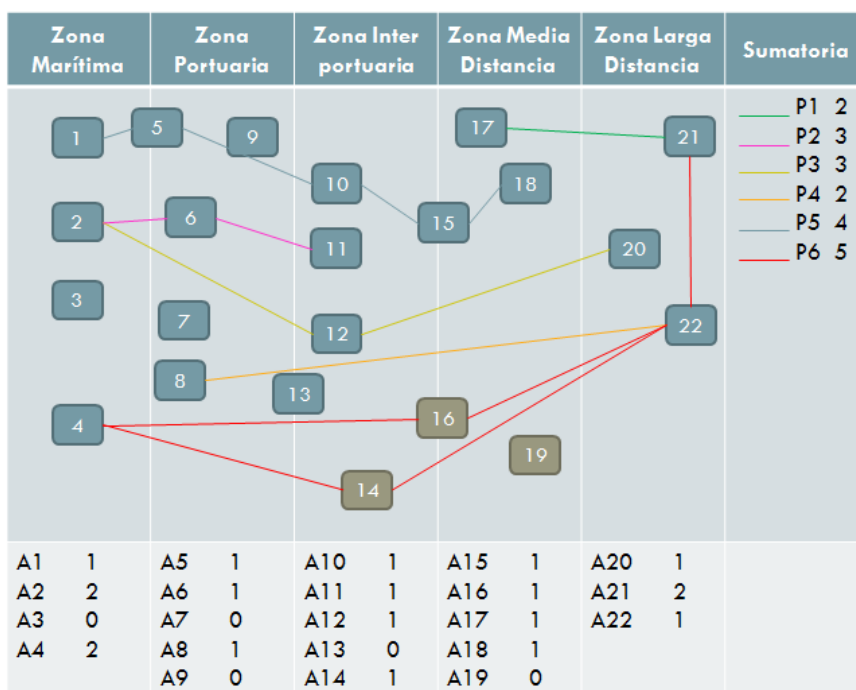 Zona Marítima
Zona Portuaria
Zona Inter portuaria
Zona Media Distancia
Zona Larga Distancia
Sumatoria
1
5
9
17
21
10
18
2
6
15
11
20
3
7
12
22
8
13
4
16
19
14
P1 2
P2 3
P3 3
P4 2
P5 4
P6 5
A1 1
A2 2
A3 0
A4 2
A5 1
A6 1
A7 0
A8 1
A9 0
A10 1
A11 1
A12 1
A13 0
A14 1
A15 1
A16 1
A17 1
A18 1
A19 0
A20 1
A21 2
A22 1